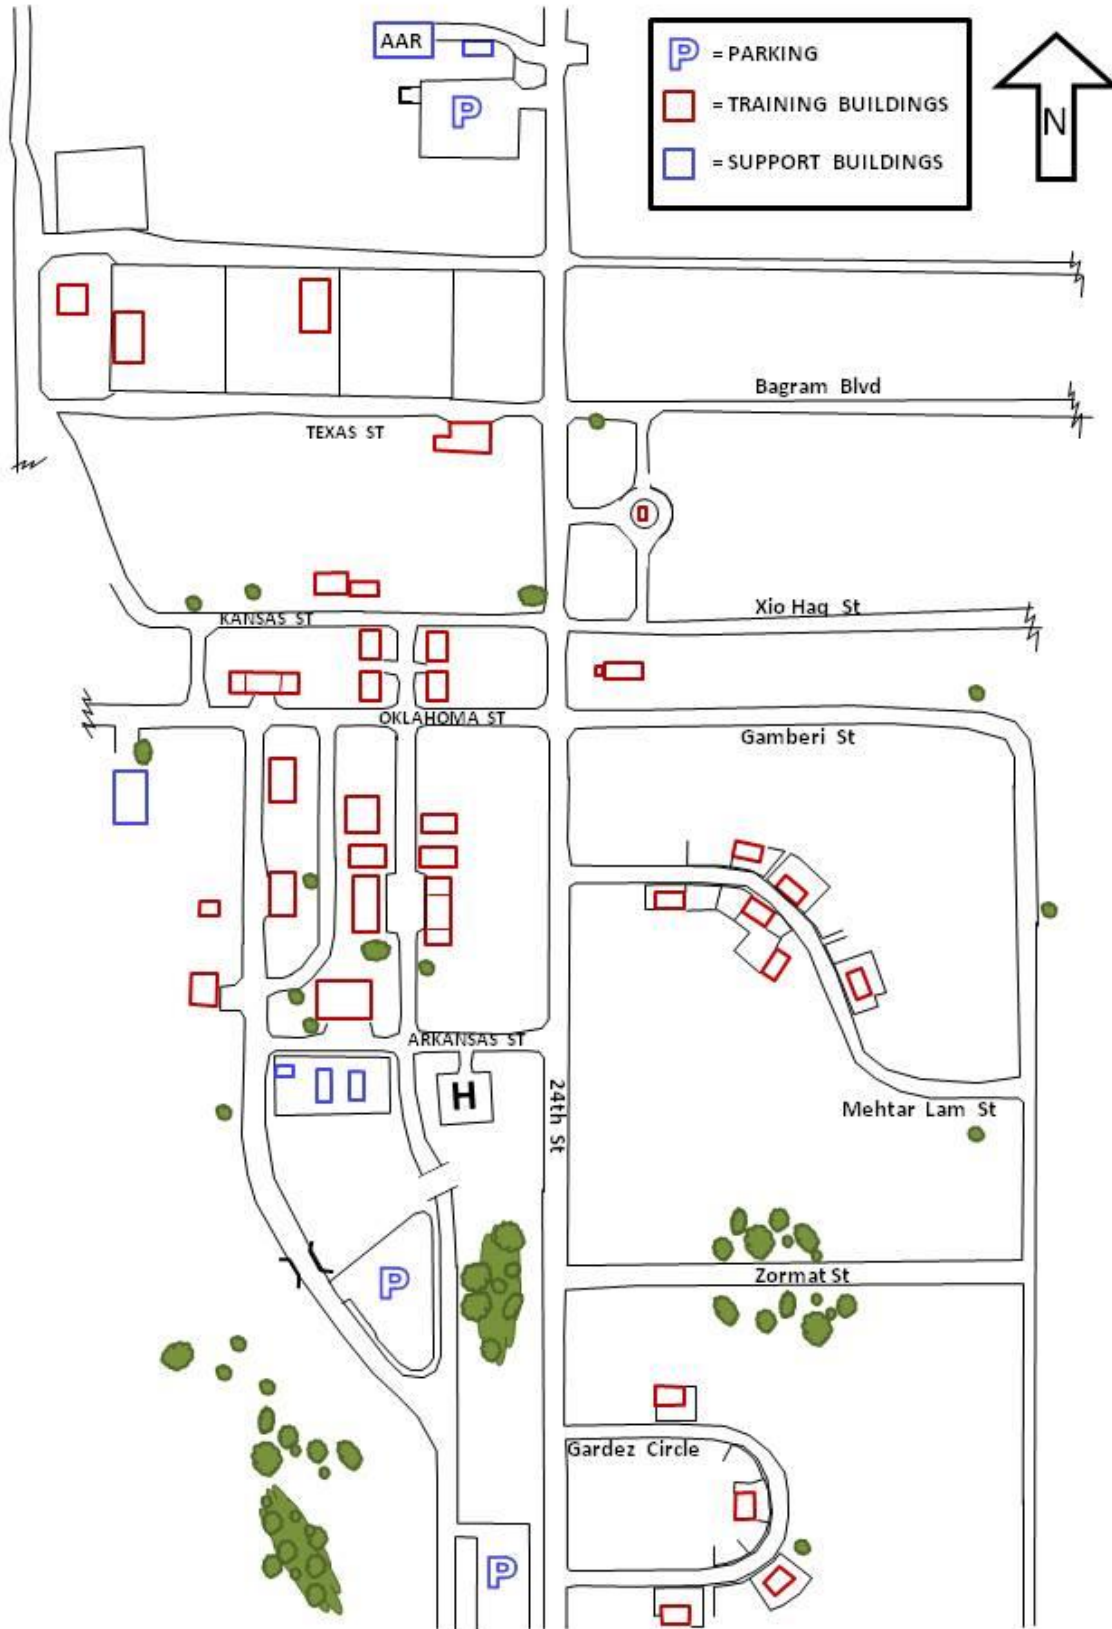 AAR
P = PARKING
= TRAINING BUILDINGS
= SUPPORT BUILDINGS
N
P
Bagram Blvd
TEXAS ST
Xio Haq St
KANSAS ST
OKLAHOMA ST
Gamberi St
ARKANSAS ST
H
24th St
Mehtar Lam St
Zormat St
P
Gardez Circle
P